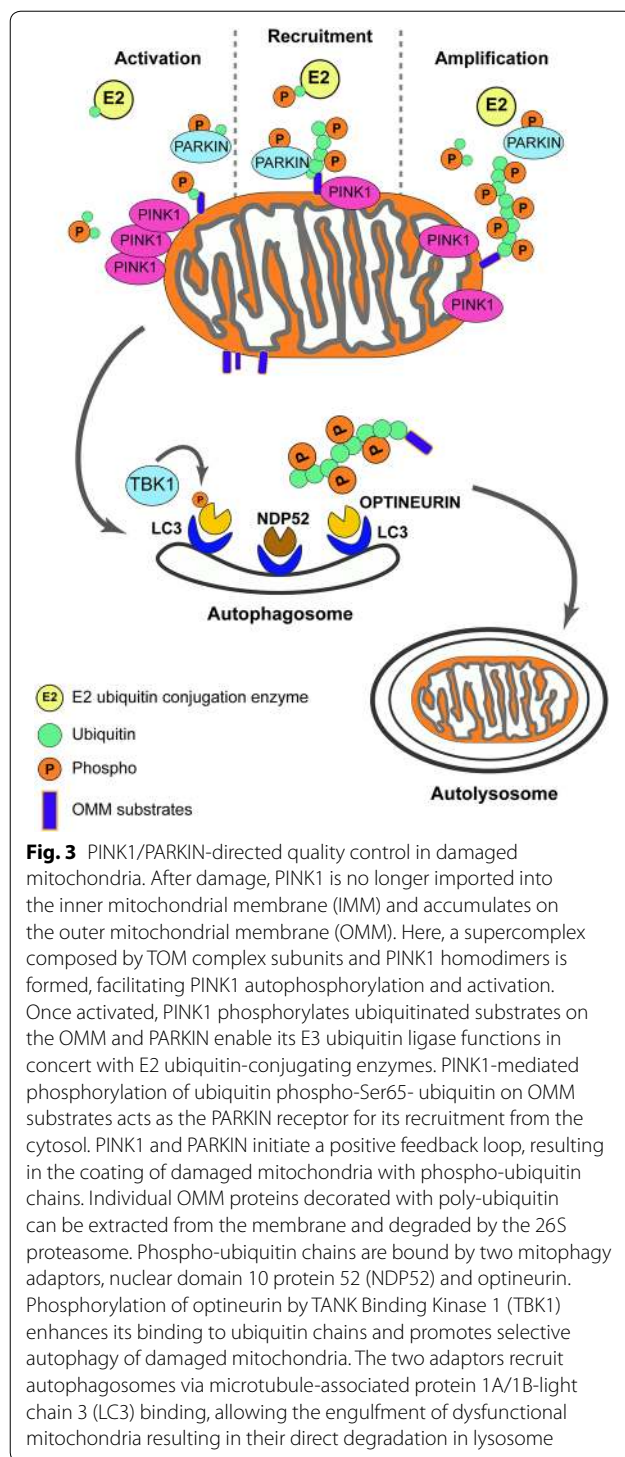 Activation
Recruitment
Amplification
E2
P
E2
E2
P
PARKIN
P
P
PARKIN
P
P
P
PARKIN
P
P
P
P
P
P
P
P
PINK1
PINK1
PINK1
PINK1
PINK1
PINK1
P
P
P
P
TBK1
P
OPTINEURIN
LC3
NDP52
LC3
Autophagosome
E2 E2 ubiquitin conjugation enzyme
Ubiquitin
P Phospho
OMM substrates
Autolysosome
Fig. 3 PINK1/PARKIN-directed quality control in damaged
mitochondria. After damage, PINK1 is no longer imported into
the inner mitochondrial membrane (IMM) and accumulates on
the outer mitochondrial membrane (OMM). Here, a supercomplex
composed by TOM complex subunits and PINK1 homodimers is
formed, facilitating PINK1 autophosphorylation and activation.
Once activated, PINK1 phosphorylates ubiquitinated substrates on
the OMM and PARKIN enable its E3 ubiquitin ligase functions in
concert with E2 ubiquitin-conjugating enzymes. PINK1-mediated
phosphorylation of ubiquitin phospho-Ser65- ubiquitin on OMM
substrates acts as the PARKIN receptor for its recruitment from the
cytosol. PINK1 and PARKIN initiate a positive feedback loop, resulting
in the coating of damaged mitochondria with phospho-ubiquitin
chains. Individual OMM proteins decorated with poly-ubiquitin
can be extracted from the membrane and degraded by the 26S
proteasome. Phospho-ubiquitin chains are bound by two mitophagy
adaptors, nuclear domain 10 protein 52 (NDP52) and optineurin.
Phosphorylation of optineurin by TANK Binding Kinase 1 (TBK1)
enhances its binding to ubiquitin chains and promotes selective
autophagy of damaged mitochondria. The two adaptors recruit
autophagosomes via microtubule-associated protein 1A/1B-light
chain 3 (LC3) binding, allowing the engulfment of dysfunctional
mitochondria resulting in their direct degradation in lysosome